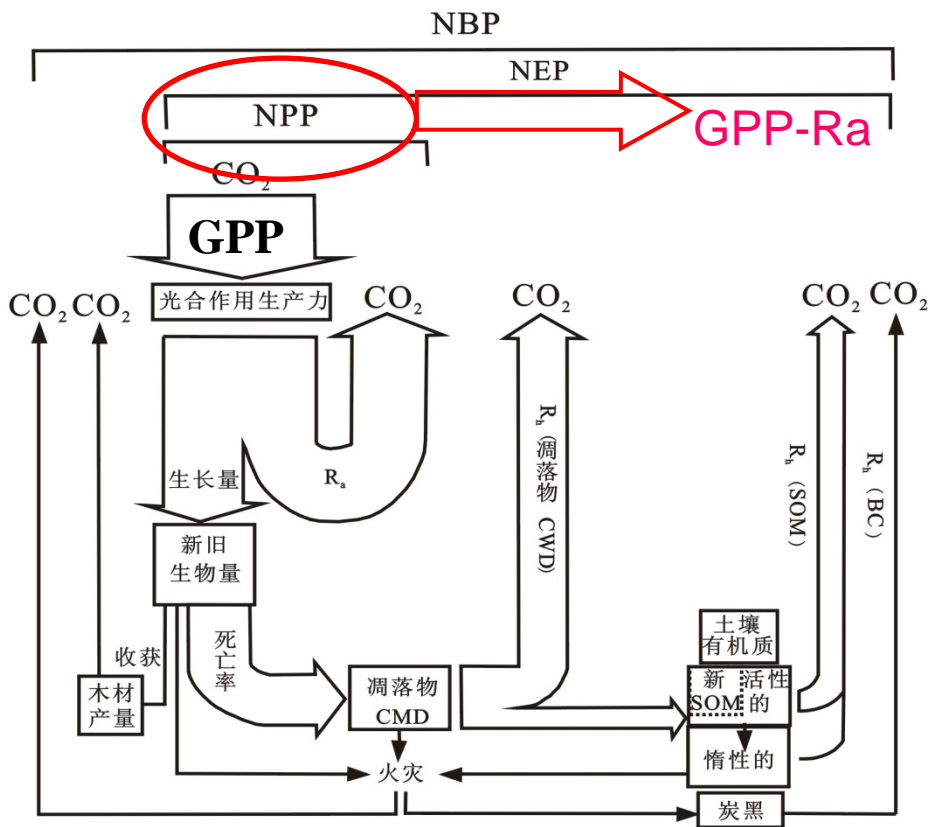 NBP
NEP
NPP
GPP-Ra
CO₂
GPP
光合作用生产力
CO₂
CO₂
CO₂
CO₂
CO₂
CO₂
生长量
Rₐ
Rₕ（凋落物 CWD）
Rₕ（SOM）
Rₕ（BC）
新旧
生物量
收获
死亡率
木材
产量
凋落物
CMD
土壤
有机质
新
SOM
活性
的
惰性的
火灾
炭黑